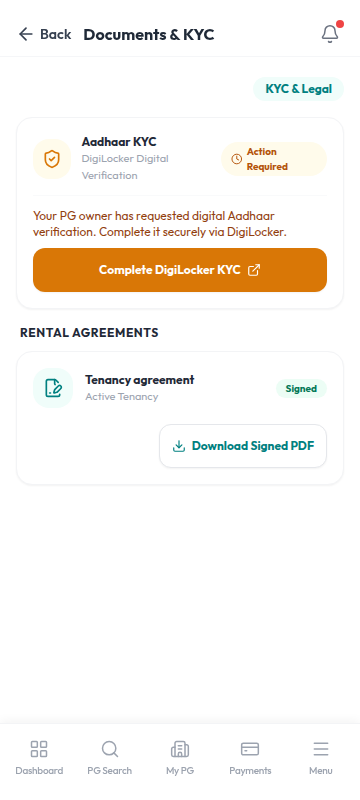 Back
Documents & KYC
KYC & Legal
Aadhaar KYC
DigiLocker Digital
Verification
Action
Required
Your PG owner has requested digital Aadhaar
verification. Complete it securely via DigiLocker.
Complete DigiLocker KYC
RENTAL AGREEMENTS
Tenancy agreement
Active Tenancy
Signed
Download Signed PDF
Dashboard
PG Search
My PG
Payments
Menu